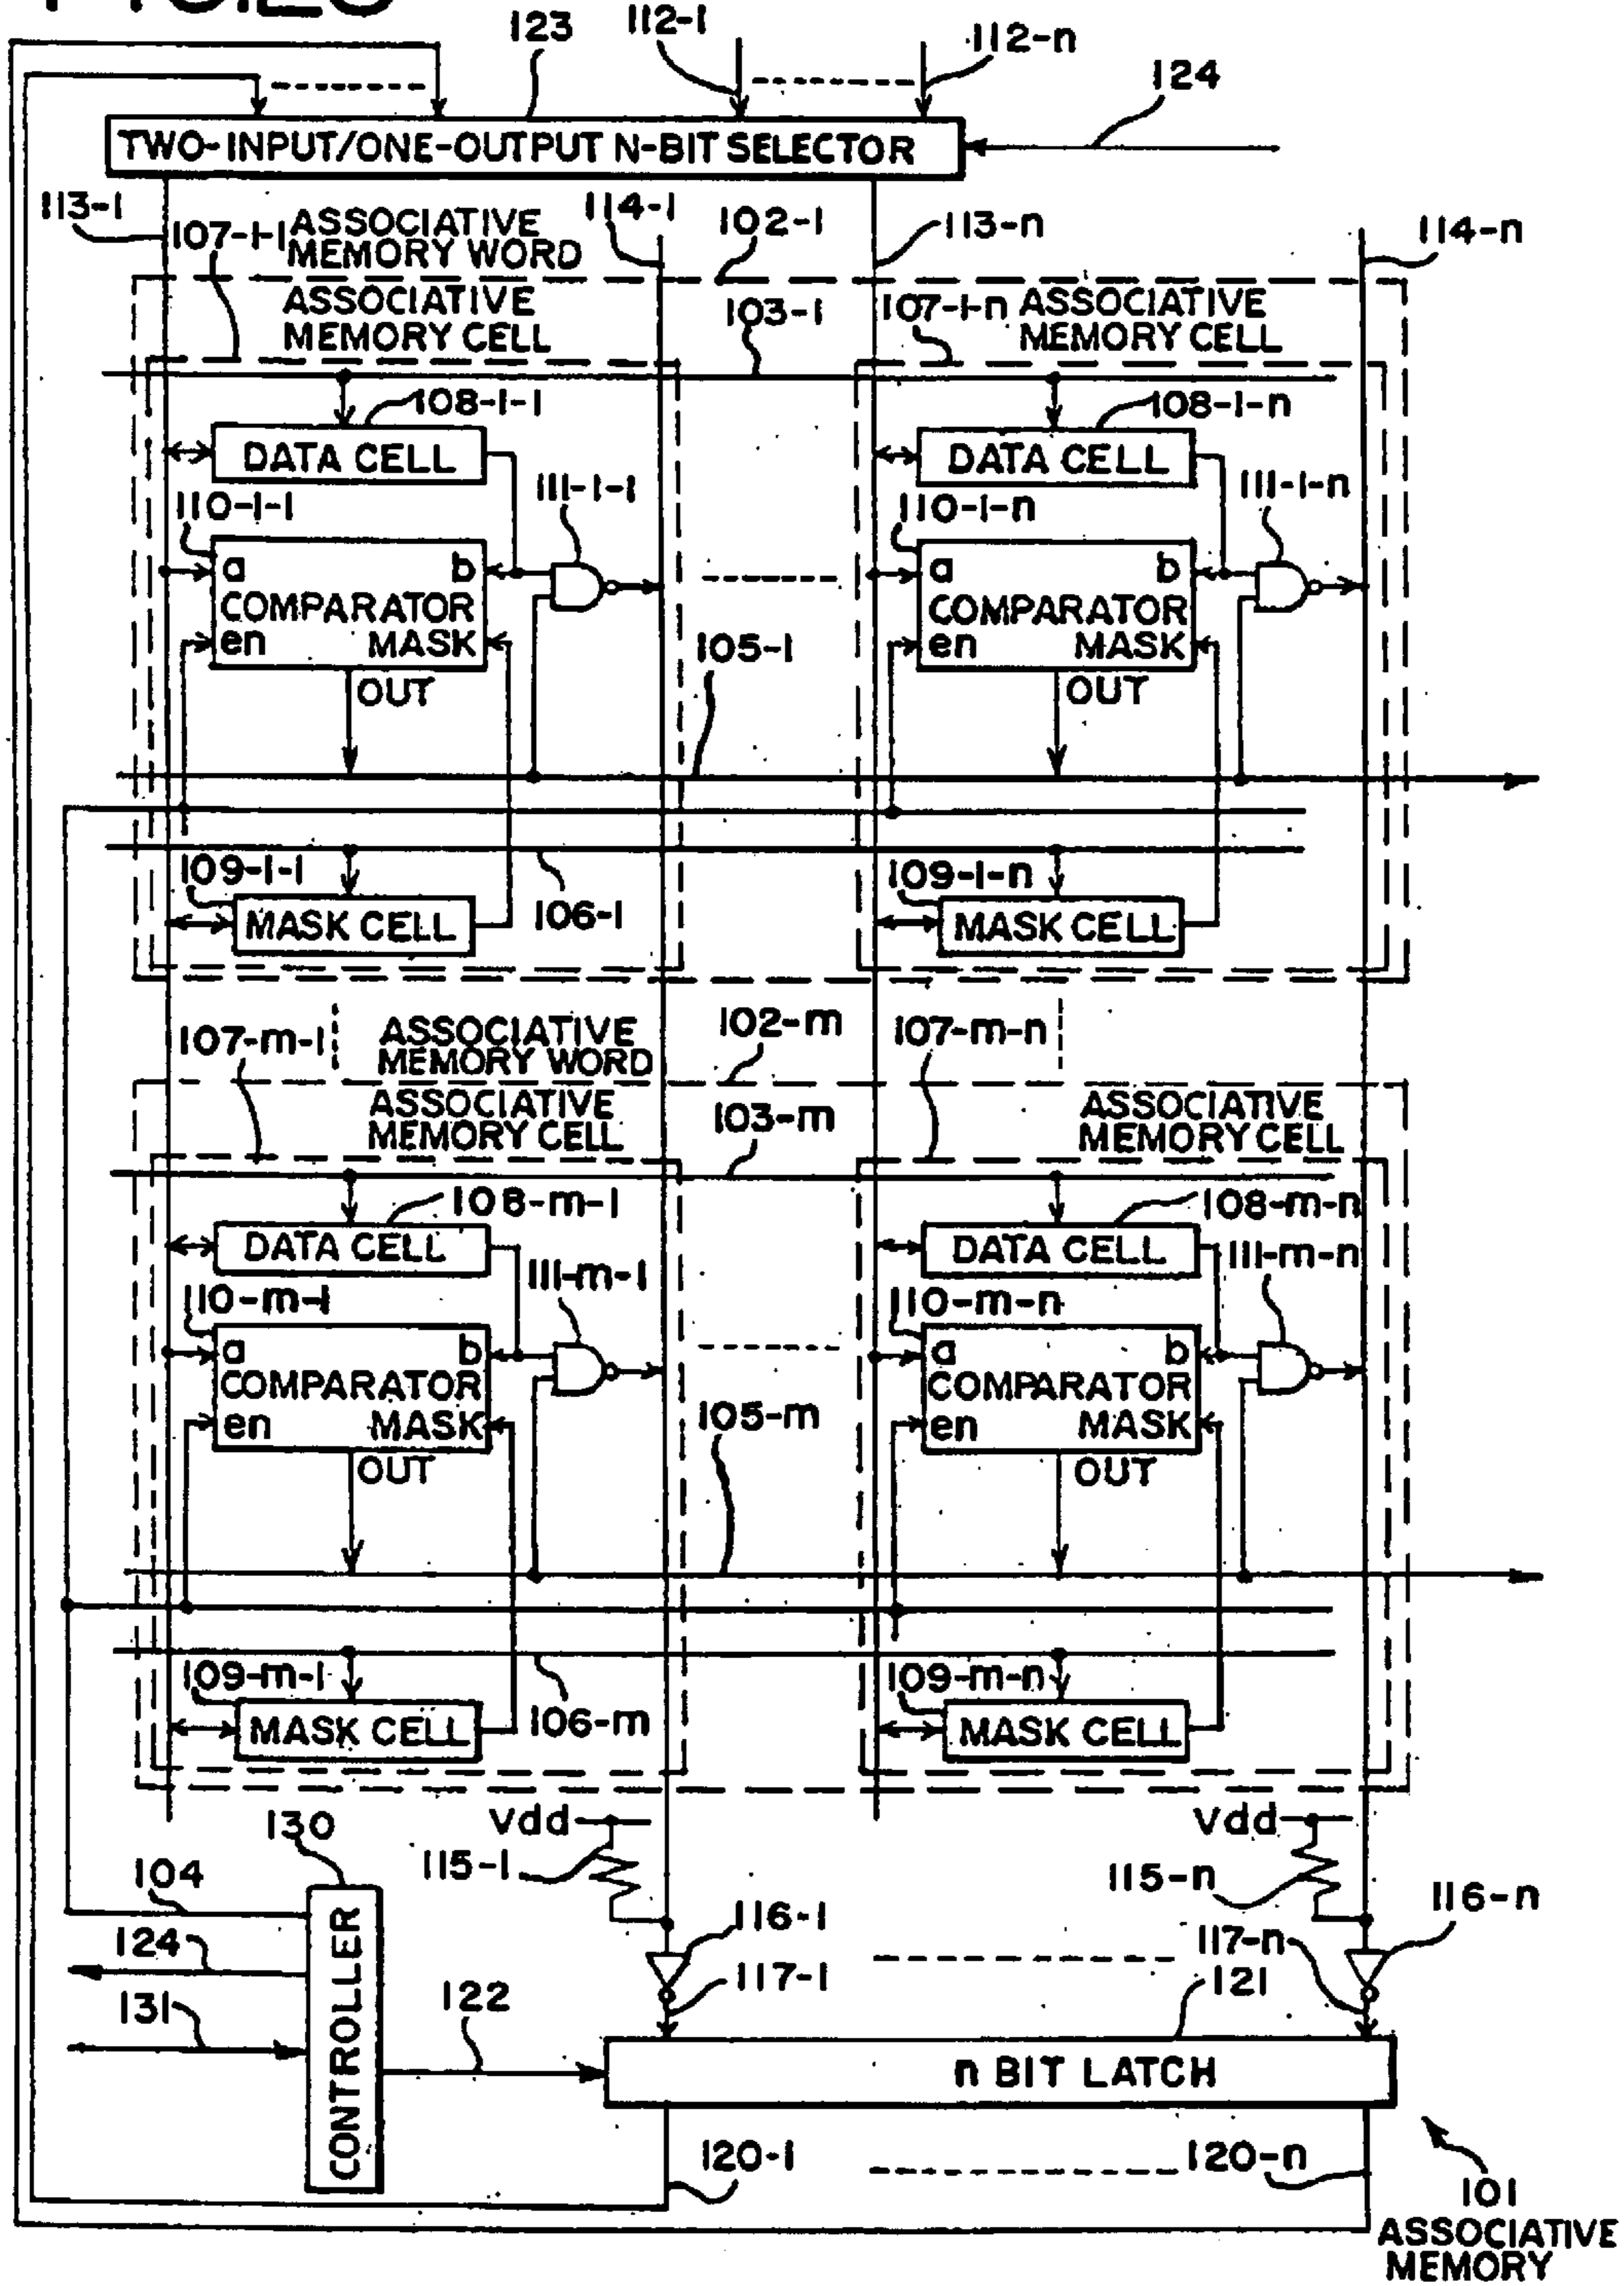 123
112-1
112-n
124
TWO-INPUT/ONE-OUTPUT N-BIT SELECTOR
113-1
107-1-1
ASSOCIATIVE
MEMORY WORD
114-1
102-1
113-n
114-n
ASSOCIATIVE
MEMORY CELL
103-1
107-1-n
ASSOCIATIVE
MEMORY CELL
108-1-1
108-1-n
DATA CELL
DATA CELL
110-1-1
111-1-1
110-1-n
111-1-n
a b
COMPARATOR
en MASK
OUT
a b
COMPARATOR
en MASK
OUT
105-1
109-1-1
109-1-n
MASK CELL
106-1
MASK CELL
107-m-1
ASSOCIATIVE
MEMORY WORD
102-m
107-m-n
ASSOCIATIVE
MEMORY CELL
103-m
ASSOCIATIVE
MEMORY CELL
108-m-1
108-m-n
DATA CELL
DATA CELL
110-m-1
111-m-1
110-m-n
111-m-n
a b
COMPARATOR
en MASK
OUT
a b
COMPARATOR
en MASK
OUT
105-m
109-m-1
109-m-n
MASK CELL
106-m
MASK CELL
Vdd
Vdd
130
115-1
115-n
104
116-1
116-n
124
117-1
117-n
131
122
121
CONTROLLER
n BIT LATCH
120-1
120-n
101
ASSOCIATIVE
MEMORY